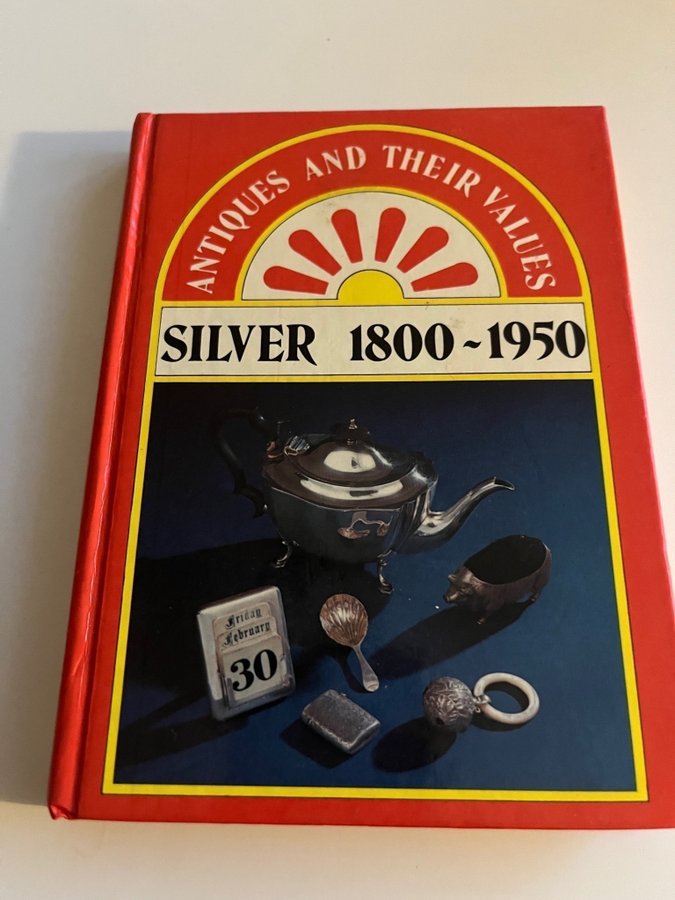 ANTIQUES AND THEIR VALUES
SILVER 1800~1950
Friday
February
30